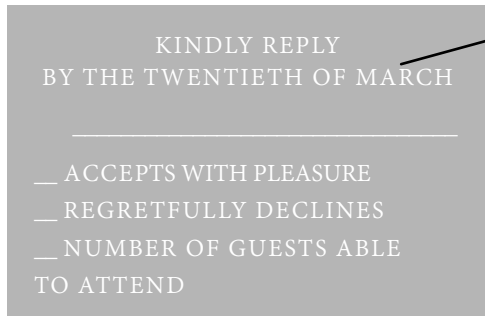 KINDLY REPLY
BY THE TWENTIETH OF MARCH
__ ACCEPTS WITH PLEASURE
__ REGRETFULLY DECLINES
__ NUMBER OF GUESTS ABLE
TO ATTEND